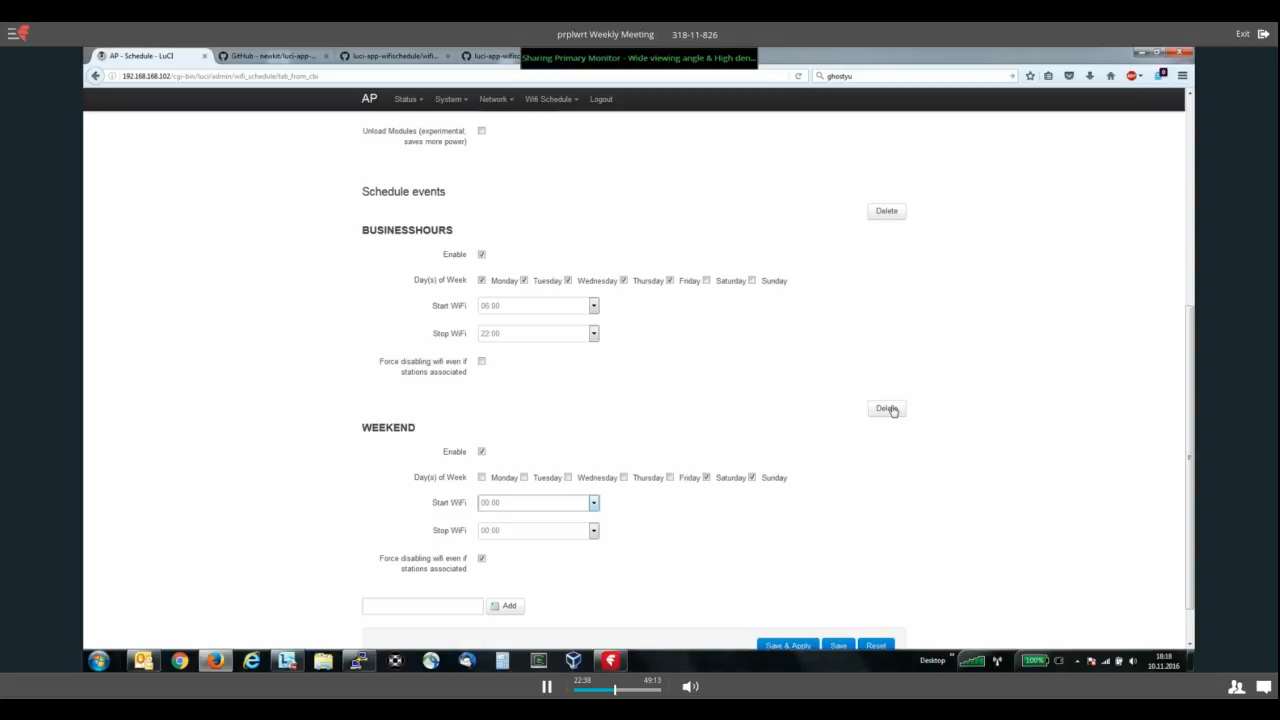 prplwrt Weekly Meeting 318-11-826
Exit
AP - Schedule - LuCI
GitHub - newkit/luci-app-...
luci-app-wifischedule/wifi...
luci-app-wifisc
Sharing Primary Monitor - Wide viewing angle & High den...
192.168.168.102/cgi-bin/luci/admin/wifi_schedule/tab_from_cbi
ghostyu
AP Status System Network Wifi Schedule Logout
Unload Modules (experimental;
saves more power)
Schedule events
Delete
BUSINESSHOURS
Enable
Day(s) of Week Monday Tuesday Wednesday Thursday Friday Saturday Sunday
Start WiFi 06:00
Stop WiFi 22:00
Force disabling wifi even if
stations associated
Delete
WEEKEND
Enable
Day(s) of Week Monday Tuesday Wednesday Thursday Friday Saturday Sunday
Start WiFi 00:00
Stop WiFi 00:00
Force disabling wifi even if
stations associated
Add
Save & Apply Save Reset
Desktop 100% 18:18
10.11.2016
22:38 49:13